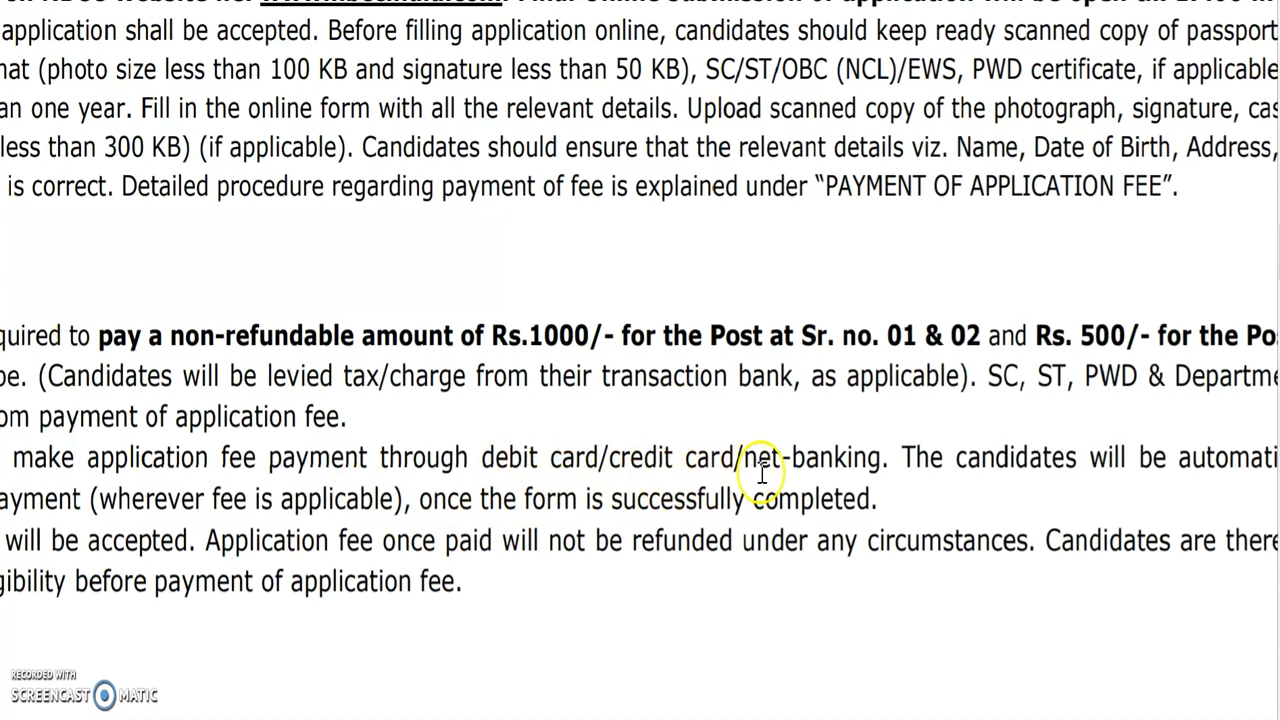 application shall be accepted. Before filling application online, candidates should keep ready scanned copy of passport
(photo size less than 100 KB and signature less than 50 KB), SC/ST/OBC (NCL)/EWS, PWD certificate, if applicable
an one year. Fill in the online form with all the relevant details. Upload scanned copy of the photograph, signature,
less than 300 KB) (if applicable). Candidates should ensure that the relevant details viz. Name, Date of Birth, Address,
is correct. Detailed procedure regarding payment of fee is explained under “PAYMENT OF APPLICATION FEE”.
quired to pay a non-refundable amount of Rs.1000/- for the Post at Sr. no. 01 & 02 and Rs. 500/- for the Po
be. (Candidates will be levied tax/charge from their transaction bank, as applicable). SC, ST, PWD & Departme
om payment of application fee.
make application fee payment through debit card/credit card/net-banking. The candidates will be automati
ayment (wherever fee is applicable), once the form is successfully completed.
will be accepted. Application fee once paid will not be refunded under any circumstances. Candidates are there
gibility before payment of application fee.
RECORDED WITH
SCREENCAST MATIC